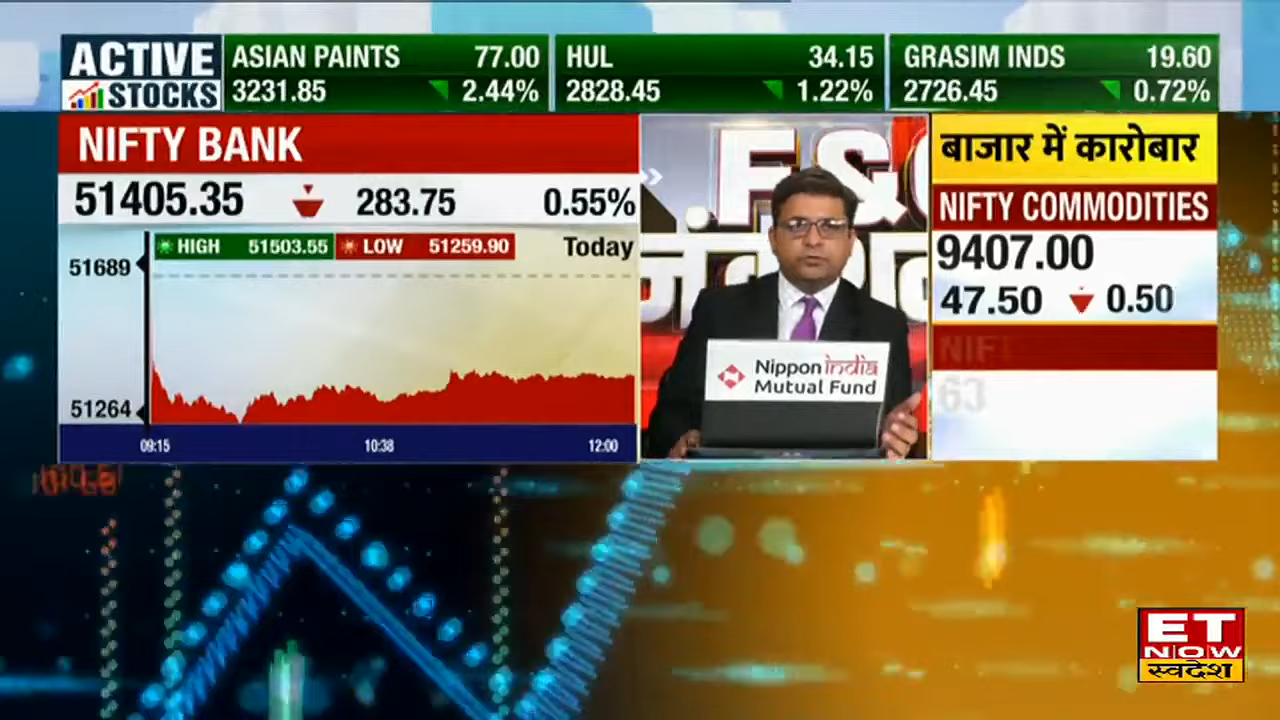 ACTIVE
STOCKS
ASIAN PAINTS 77.00
3231.85 2.44%
HUL 34.15
2828.45 1.22%
GRASIM INDS 19.60
2726.45 0.72%
NIFTY BANK
51405.35 283.75 0.55%
HIGH 51503.55 LOW 51259.90 Today
51689
51264
09:15 10:38 12:00
F&
Nippon india
Mutual Fund
बाजार में कारोबार
NIFTY COMMODITIES
9407.00
47.50 0.50
NIF
63
ET
NOW
स्वदेश